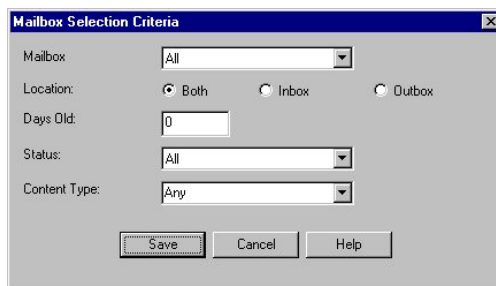 Mailbox Selection Criteria
Mailbox All
Location: Both Inbox Outbox
Days Old: 0
Status: All
Content Type: Any
Save Cancel Help